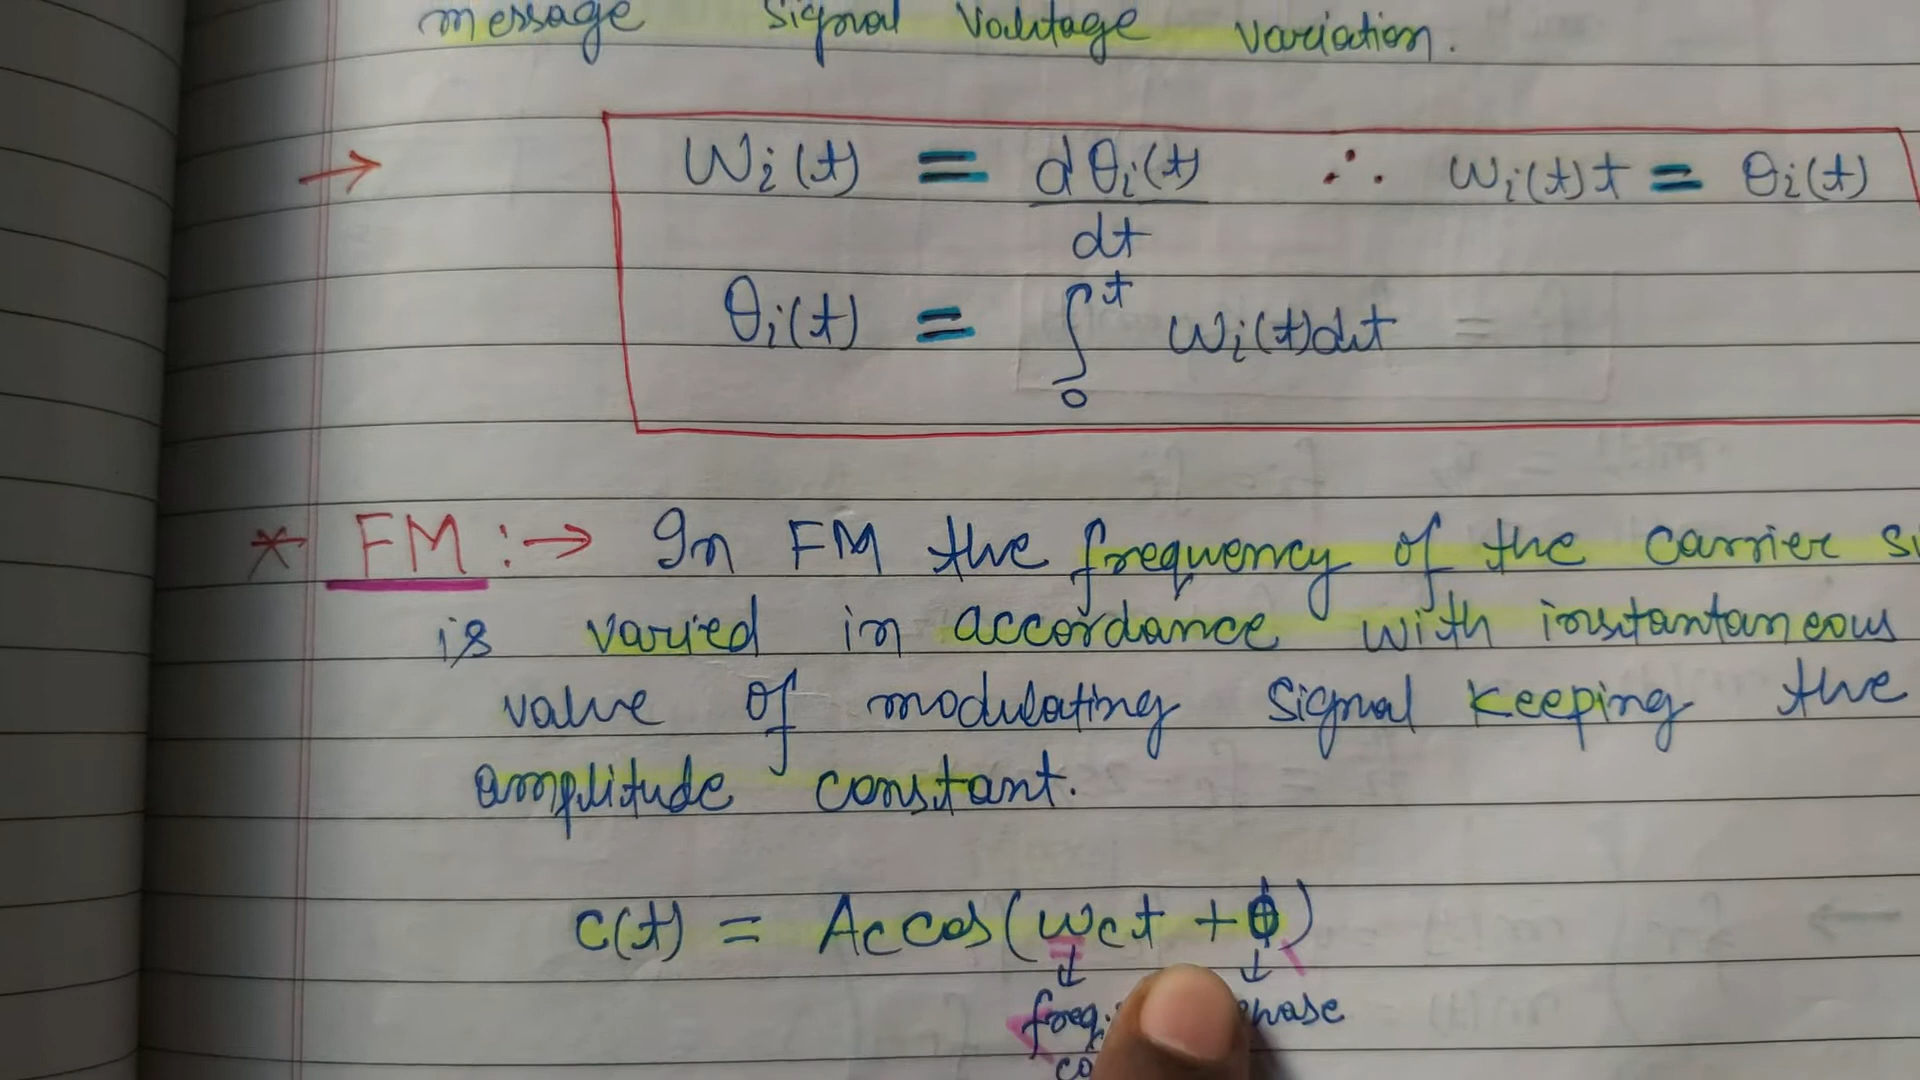 message signal voltage variation.
→ ωi(t) = dθi(t)/dt ∴ ωi(t)t = θi(t)
θi(t) = ∫₀ᵗ ωi(t)dt
* FM :→ In FM the frequency of the carrier
is varied in accordance with instantaneous
value of modulating signal keeping the
amplitude constant.
c(t) = Ac cos(ωct + ϕ)
↓ ↓
freq. phase